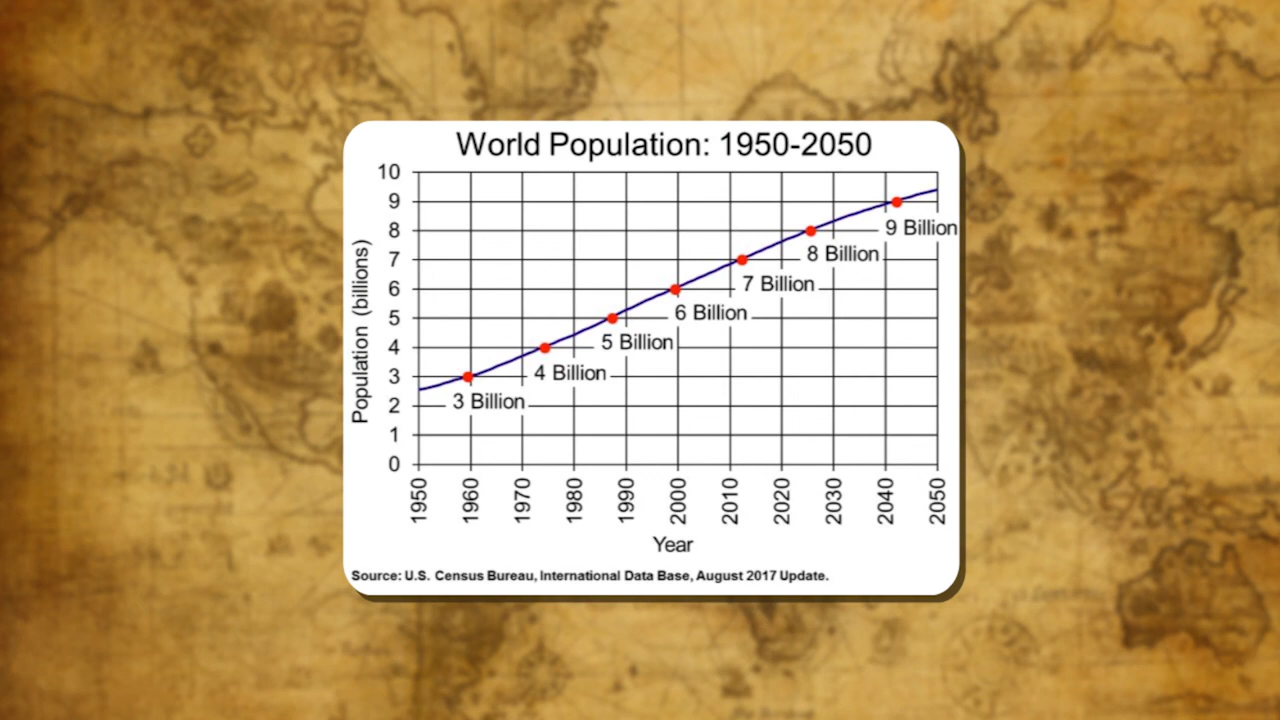 World Population: 1950-2050
10
9
8
7
6
5
4
3
2
1
0
Population (billions)
9 Billion
8 Billion
7 Billion
6 Billion
5 Billion
4 Billion
3 Billion
1950 1960 1970 1980 1990 2000 2010 2020 2030 2040 2050
Year
Source: U.S. Census Bureau, International Data Base, August 2017 Update.